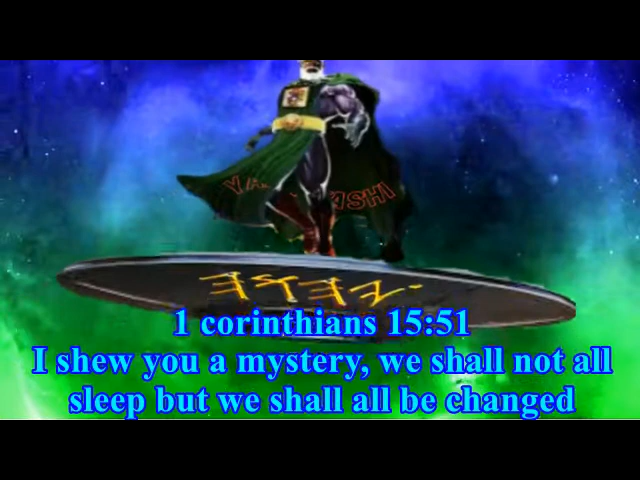 1 corinthians 15:51
I shew you a mystery, we shall not all
sleep but we shall all be changed